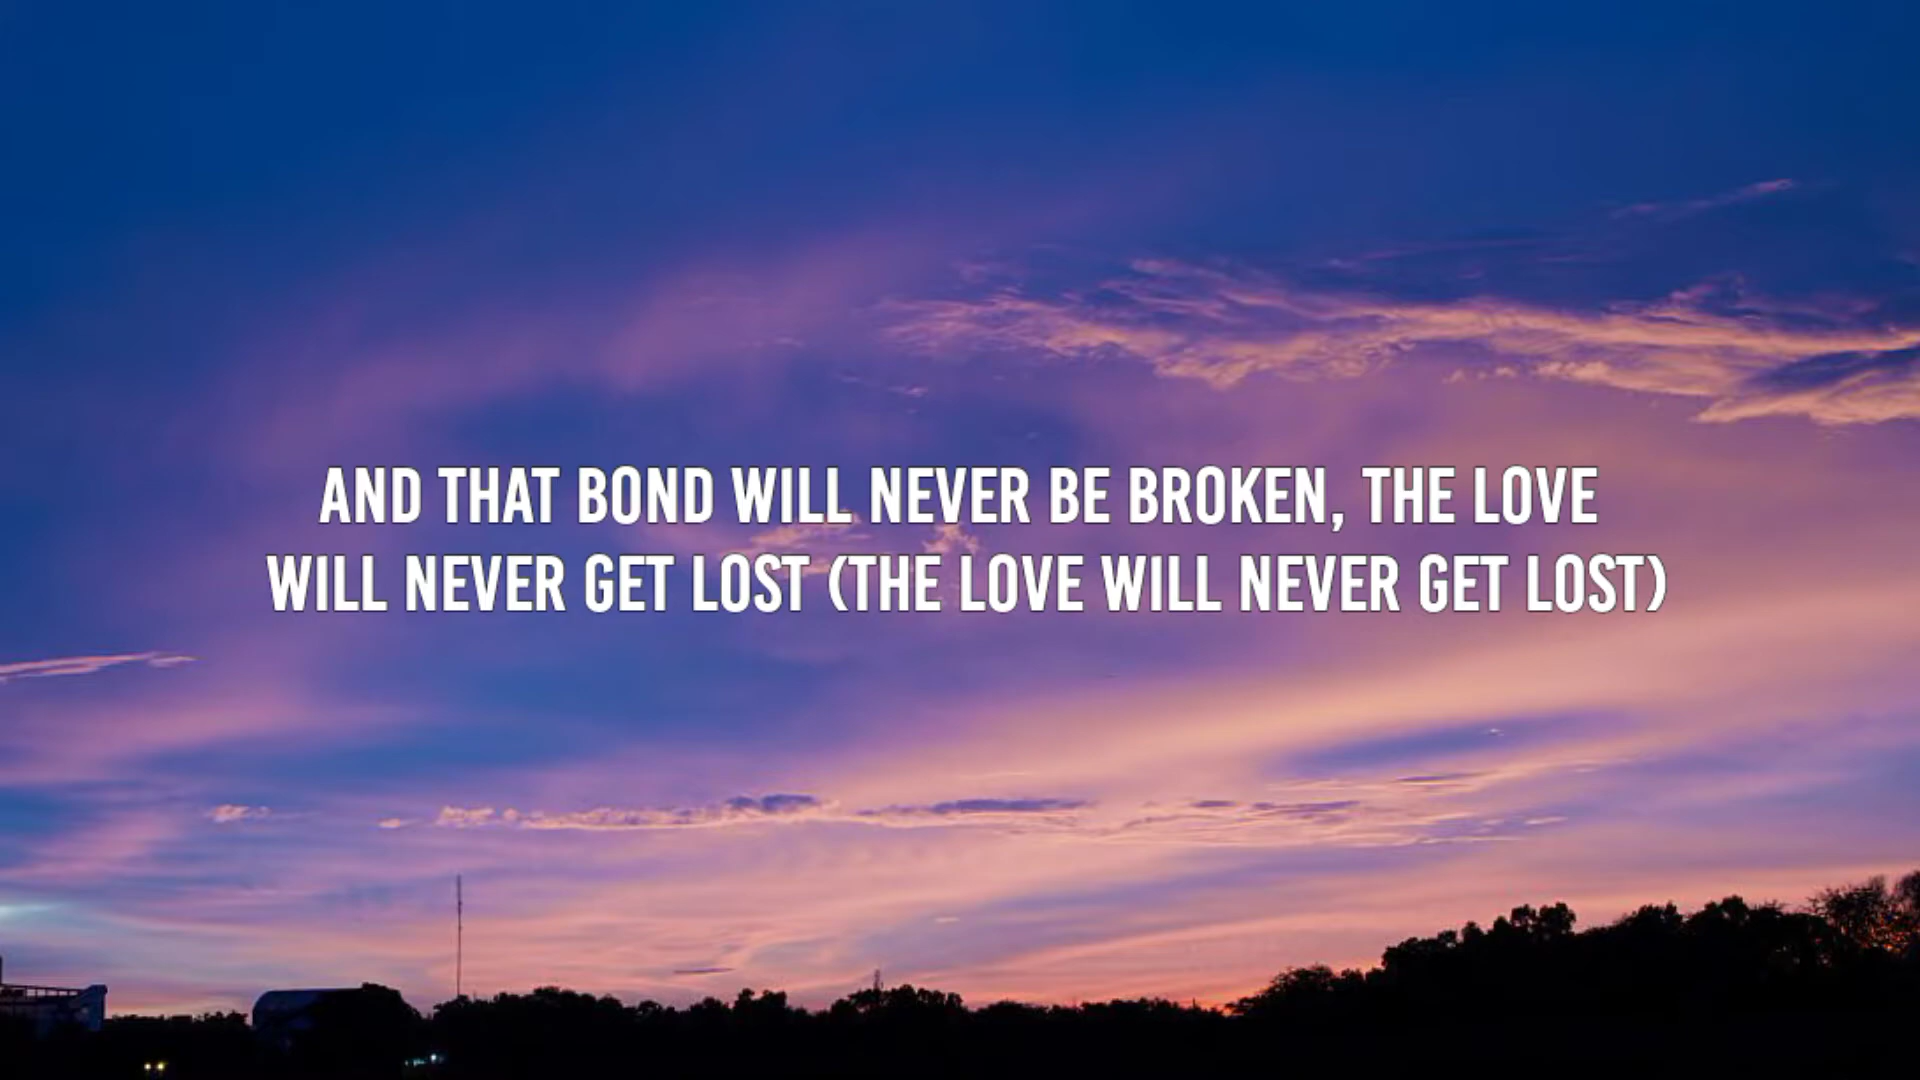 AND THAT BOND WILL NEVER BE BROKEN, THE LOVE
WILL NEVER GET LOST (THE LOVE WILL NEVER GET LOST)